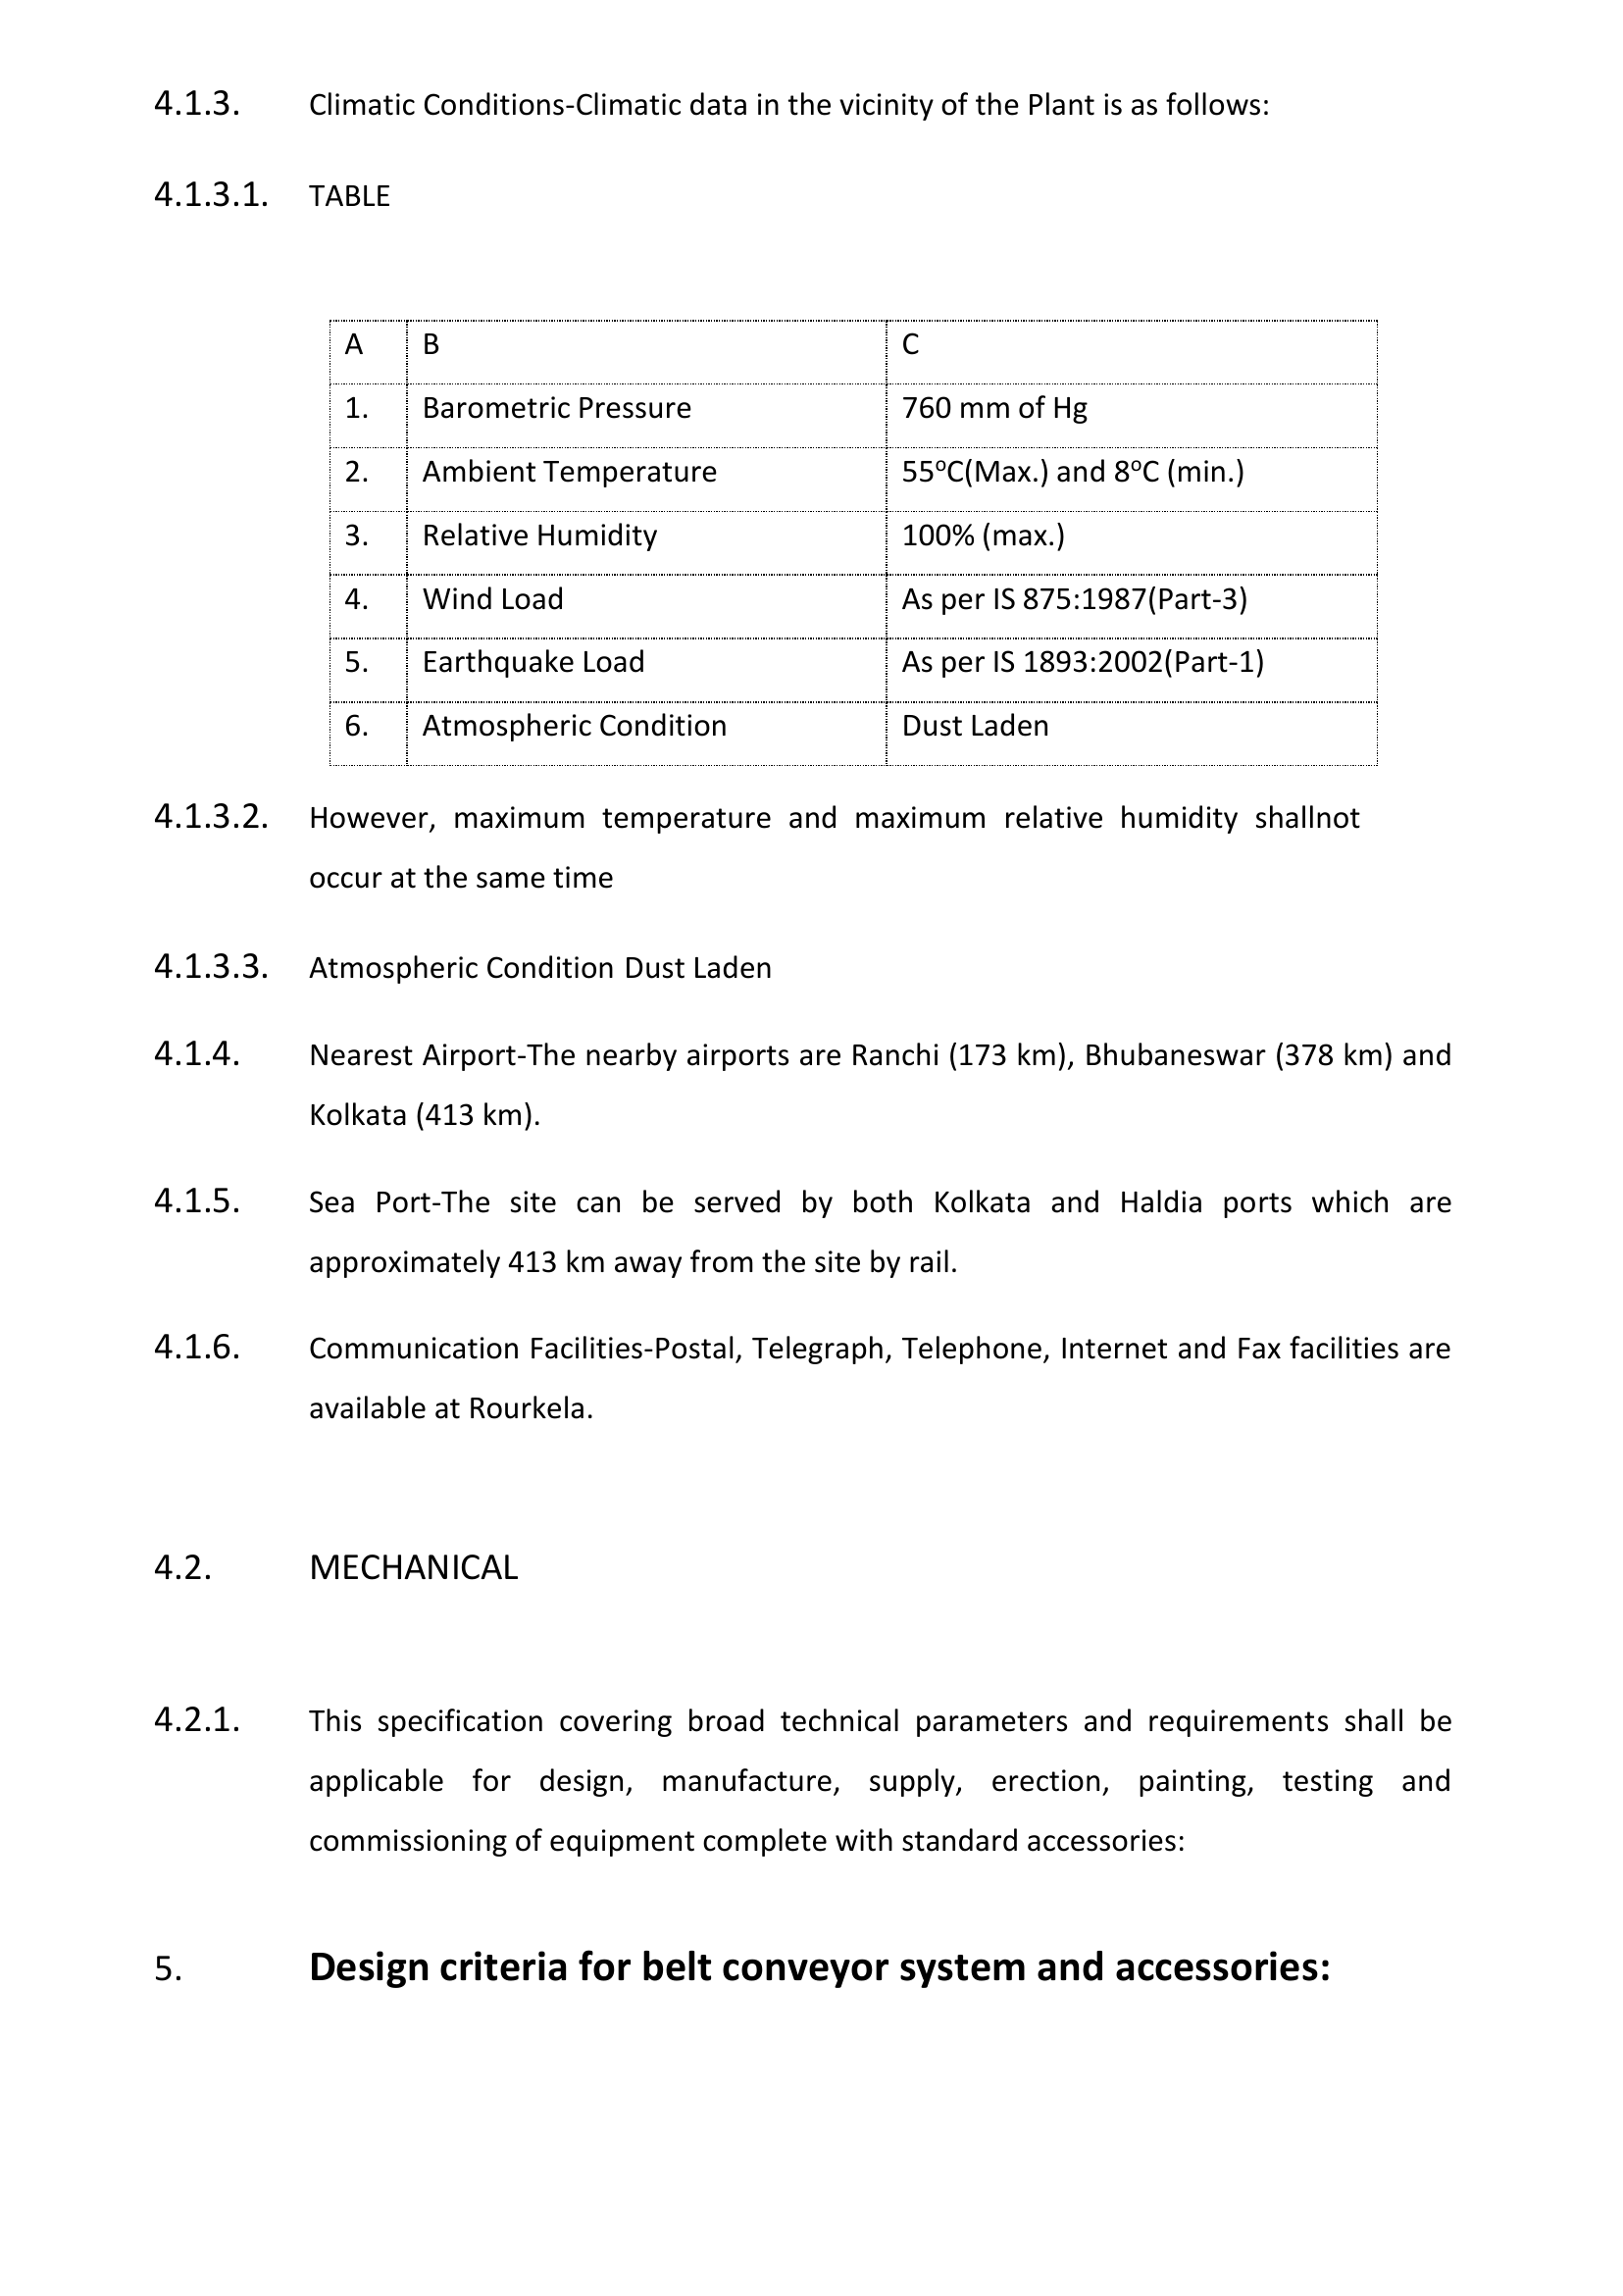 4.1.3. Climatic Conditions-Climatic data in the vicinity of the Plant is as follows:
4.1.3.1. TABLE
A B C
1. Barometric Pressure 760 mm of Hg
2. Ambient Temperature 55°C(Max.) and 8°C (min.)
3. Relative Humidity 100% (max.)
4. Wind Load As per IS 875:1987(Part-3)
5. Earthquake Load As per IS 1893:2002(Part-1)
6. Atmospheric Condition Dust Laden
4.1.3.2. However, maximum temperature and maximum relative humidity shallnot
occur at the same time
4.1.3.3. Atmospheric Condition Dust Laden
4.1.4. Nearest Airport-The nearby airports are Ranchi (173 km), Bhubaneswar (378 km) and
Kolkata (413 km).
4.1.5. Sea Port-The site can be served by both Kolkata and Haldia ports which are
approximately 413 km away from the site by rail.
4.1.6. Communication Facilities-Postal, Telegraph, Telephone, Internet and Fax facilities are
available at Rourkela.
4.2. MECHANICAL
4.2.1. This specification covering broad technical parameters and requirements shall be
applicable for design, manufacture, supply, erection, painting, testing and
commissioning of equipment complete with standard accessories:
5. Design criteria for belt conveyor system and accessories: